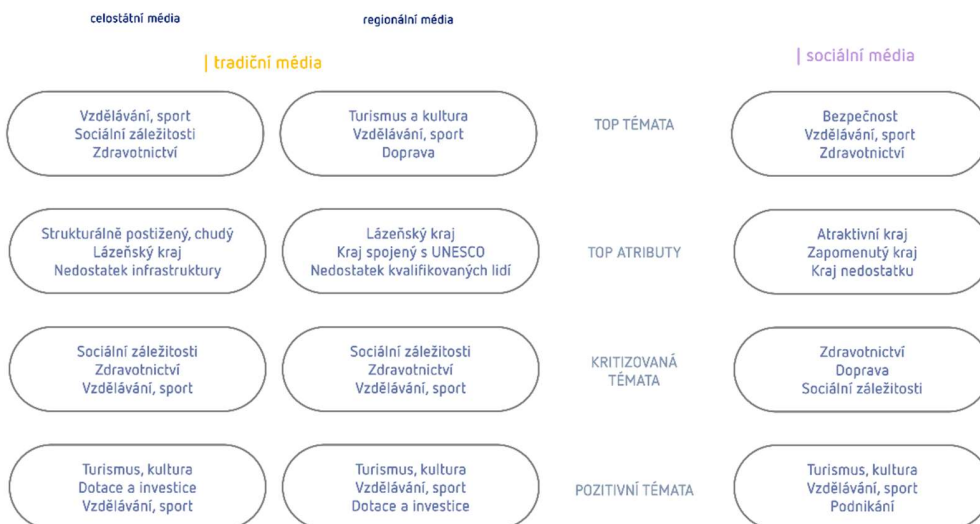 celostátní média
regionální média
| tradiční média
| sociální média
Vzdělávání, sport
Sociální záležitosti
Zdravotnictví
Turismus a kultura
Vzdělávání, sport
Doprava
TOP TÉMATA
Bezpečnost
Vzdělávání, sport
Zdravotnictví
Strukturálně postižený, chudý
Lázeňský kraj
Nedostatek infrastruktury
Lázeňský kraj
Kraj spojený s UNESCO
Nedostatek kvalifikovaných lidí
TOP ATRIBUTY
Atraktivní kraj
Zapomenutý kraj
Kraj nedostatku
Sociální záležitosti
Zdravotnictví
Vzdělávání, sport
Sociální záležitosti
Zdravotnictví
Vzdělávání, sport
KRITIZOVANÁ
TÉMATA
Zdravotnictví
Doprava
Sociální záležitosti
Turismus, kultura
Dotace a investice
Vzdělávání, sport
Turismus, kultura
Vzdělávání, sport
Dotace a investice
POZITIVNÍ TÉMATA
Turismus, kultura
Vzdělávání, sport
Podnikání